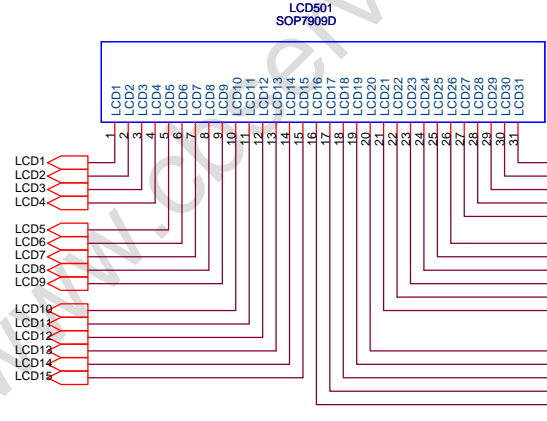 LCD501
SOP7909D
LCD1 LCD2 LCD3 LCD4 LCD5 LCD6 LCD7 LCD8 LCD9 LCD10 LCD11 LCD12 LCD13 LCD14 LCD15 LCD16 LCD17 LCD18 LCD19 LCD20 LCD21 LCD22 LCD23 LCD24 LCD25 LCD26 LCD27 LCD28 LCD29 LCD30 LCD31
1 2 3 4 5 6 7 8 9 10 11 12 13 14 15 16 17 18 19 20 21 22 23 24 25 26 27 28 29 30 31
LCD1
LCD2
LCD3
LCD4
LCD5
LCD6
LCD7
LCD8
LCD9
LCD10
LCD11
LCD12
LCD13
LCD14
LCD15